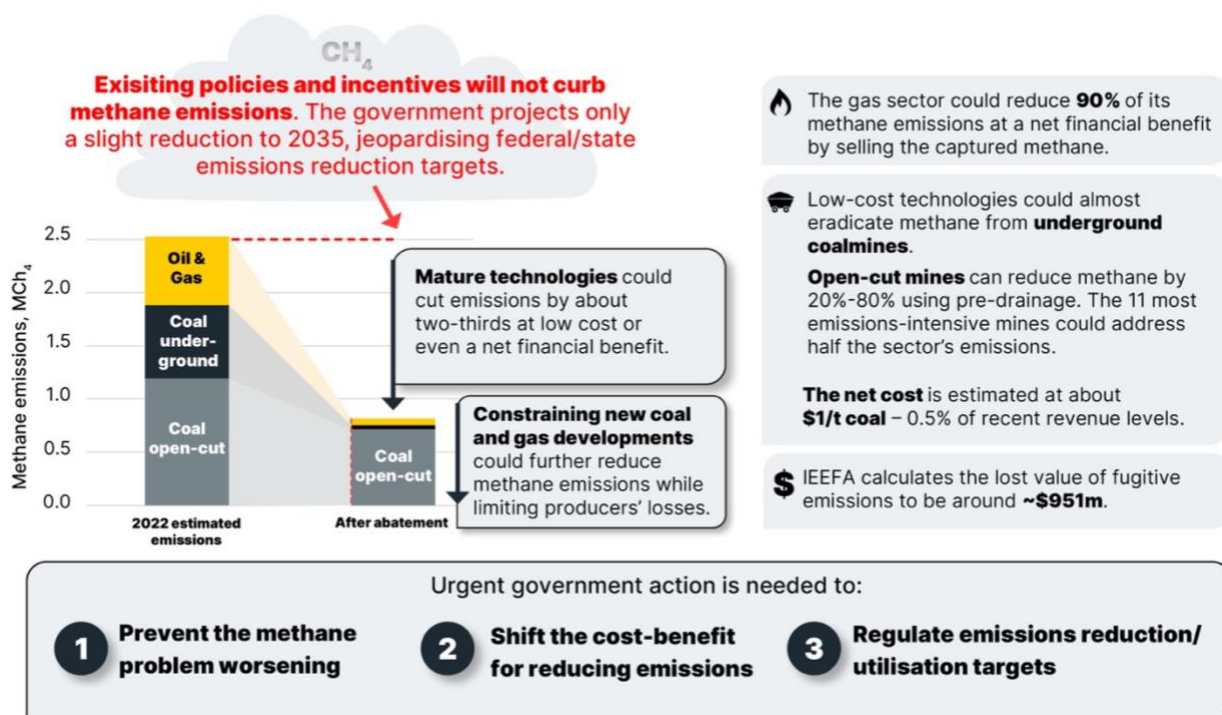 CH₄
Exisiting policies and incentives will not curb
methane emissions. The government projects only
a slight reduction to 2035, jeopardising federal/state
emissions reduction targets.
Methane emissions, MCh₄
2.5
2.0
1.5
1.0
0.5
0.0
Oil &
Gas
Coal
under-
ground
Coal
open-cut
2022 estimated
emissions
Coal
open-cut
After abatement
Mature technologies could
cut emissions by about
two-thirds at low cost or
even a net financial benefit.
Constraining new coal
and gas developments
could further reduce
methane emissions while
limiting producers’ losses.
The gas sector could reduce 90% of its
methane emissions at a net financial benefit
by selling the captured methane.
Low-cost technologies could almost
eradicate methane from underground
coalmines.
Open-cut mines can reduce methane by
20%-80% using pre-drainage. The 11 most
emissions-intensive mines could address
half the sector’s emissions.
The net cost is estimated at about
$1/t coal – 0.5% of recent revenue levels.
$
IEEFA calculates the lost value of fugitive
emissions to be around ~$951m.
Urgent government action is needed to:
1
Prevent the methane
problem worsening
2
Shift the cost-benefit
for reducing emissions
3
Regulate emissions reduction/
utilisation targets